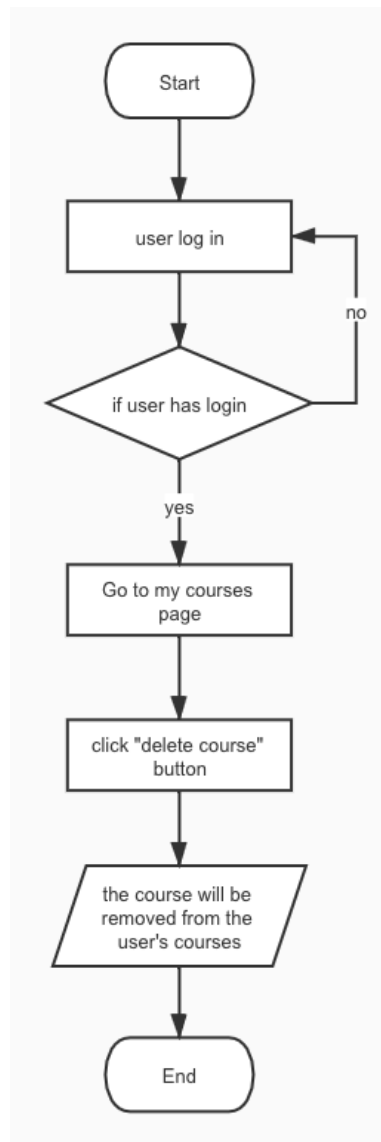 Start
user log in
no
if user has login
yes
Go to my courses
page
click "delete course"
button
the course will be
removed from the
user's courses
End